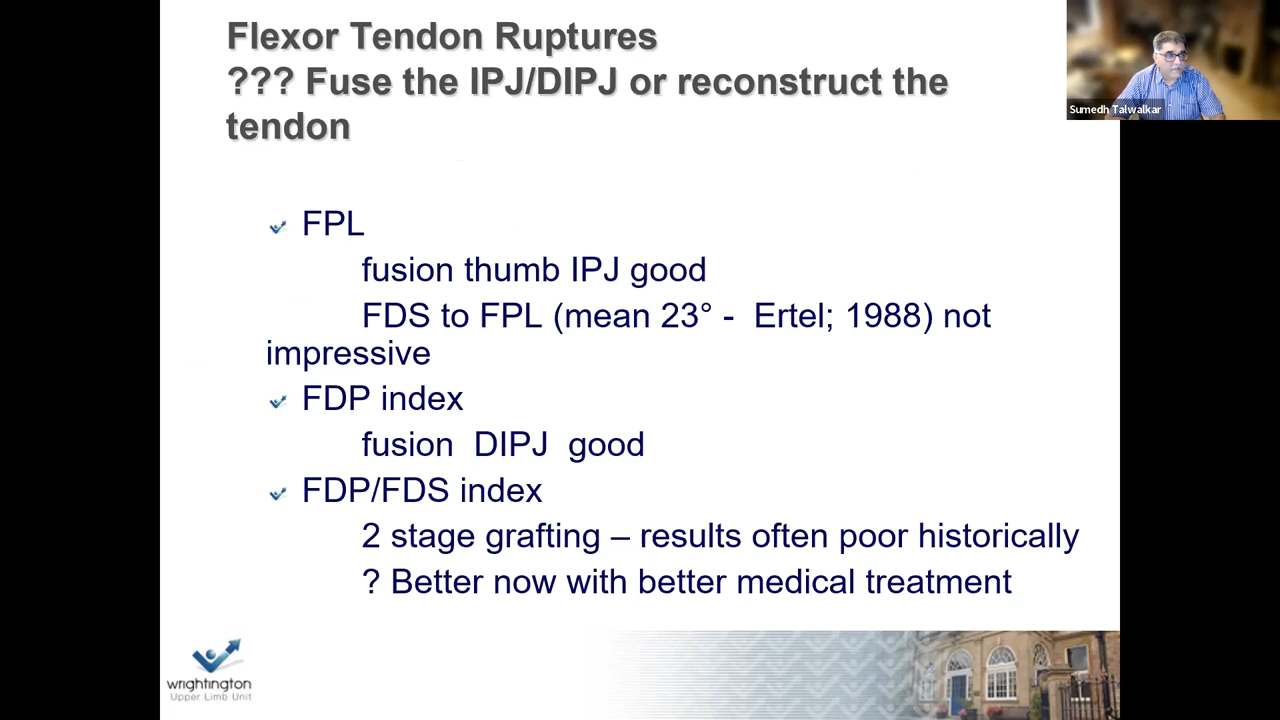 Flexor Tendon Ruptures
??? Fuse the IPJ/DIPJ or reconstruct the
tendon
Sumedh Talwalkar
FPL
fusion thumb IPJ good
FDS to FPL (mean 23° - Ertel; 1988) not
impressive
FDP index
fusion DIPJ good
FDP/FDS index
2 stage grafting – results often poor historically
? Better now with better medical treatment
wrightington
Upper Limb Unit